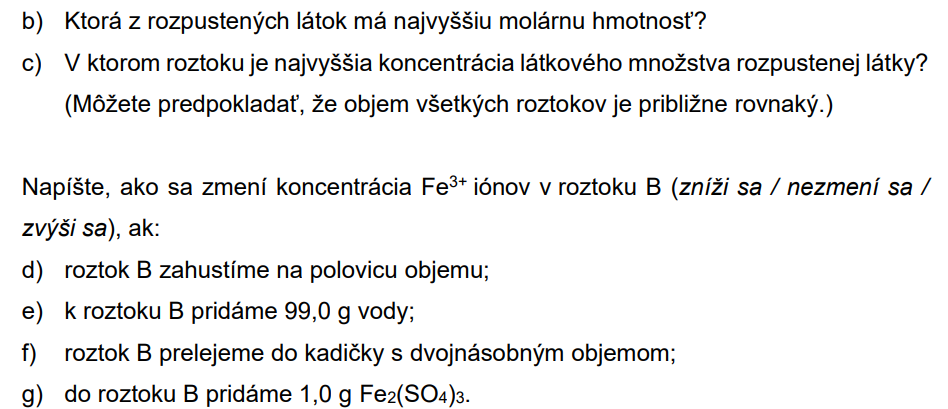 b) Ktorá z rozpustených látok má najvyššiu molárnu hmotnosť?
c) V ktorom roztoku je najvyššia koncentrácia látkového množstva rozpustenej látky?
(Môžete predpokladať, že objem všetkých roztokov je približne rovnaký.)
Napíšte, ako sa zmení koncentrácia Fe³⁺ iónov v roztoku B (zníži sa / nezmení sa /
zvýši sa), ak:
d) roztok B zahustíme na polovicu objemu;
e) k roztoku B pridáme 99,0 g vody;
f) roztok B prelejeme do kadičky s dvojnásobným objemom;
g) do roztoku B pridáme 1,0 g Fe₂(SO₄)₃.